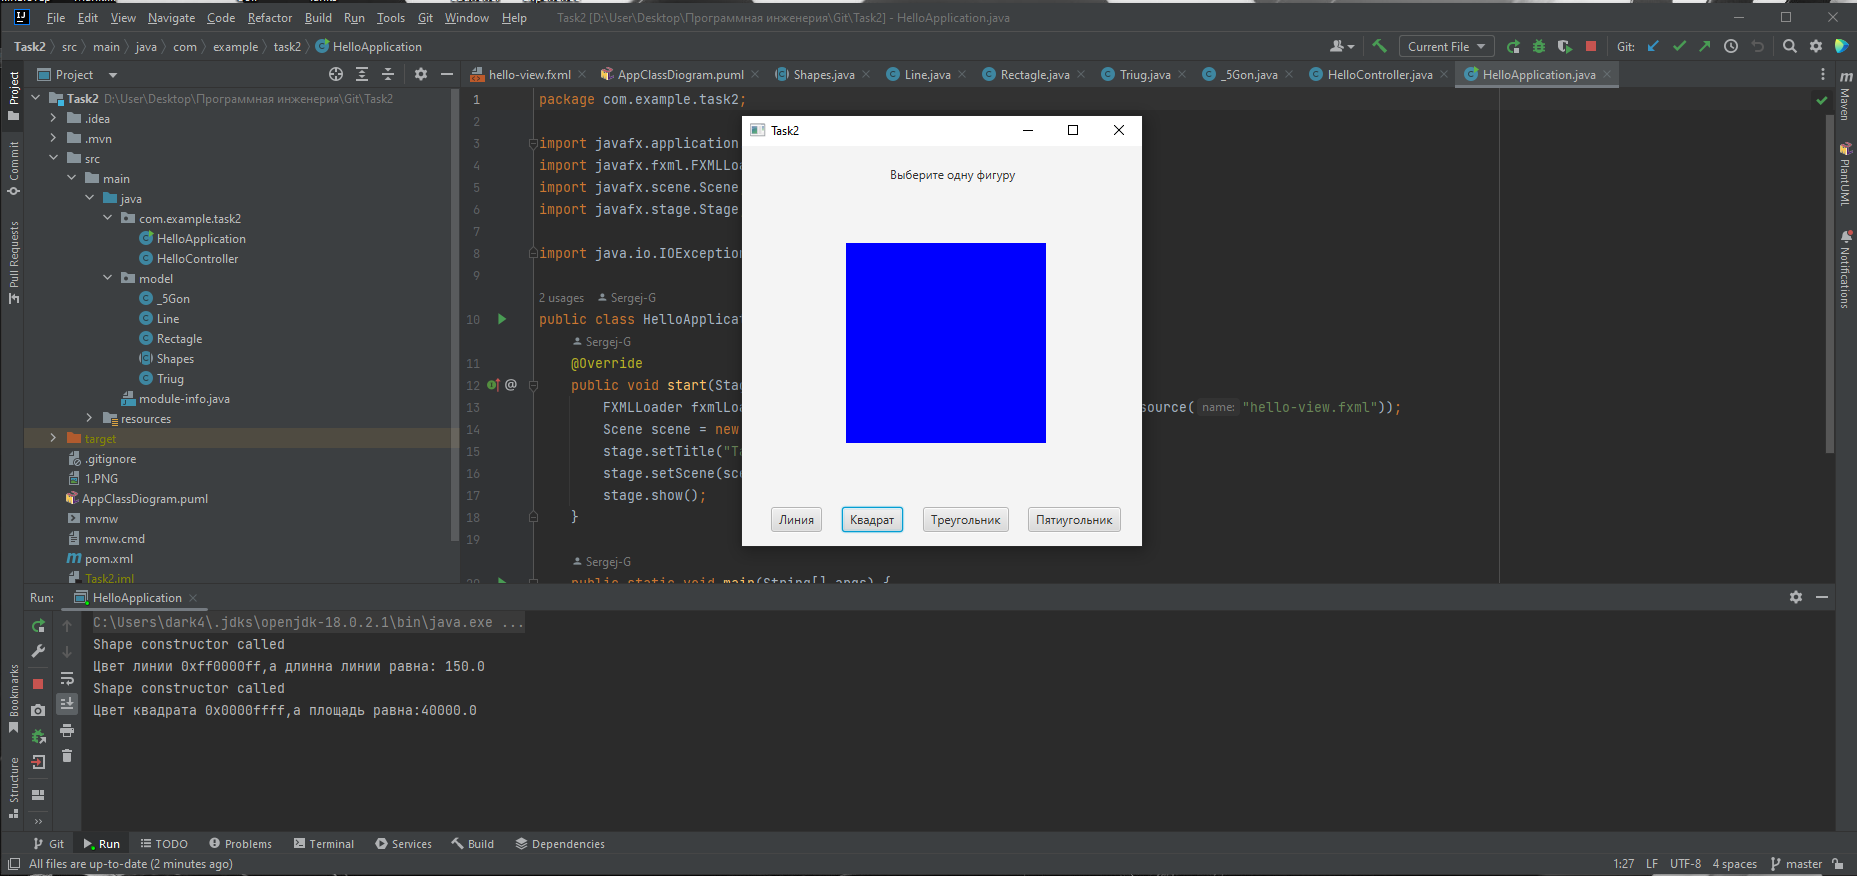 File Edit View Navigate Code Refactor Build Run Tools Git Window Help Task2 [D:\User\Desktop\Программная инженерия\Git\Task2] - HelloApplication.java
Task2 src main java com example task2 HelloApplication Current File Git:
Project
hello-view.fxml AppClassDiogram.puml Shapes.java Line.java Rectagle.java Triug.java _5Gon.java HelloController.java HelloApplication.java
Project
Commit
Pull Requests
Bookmarks
Structure
Task2 D:\User\Desktop\Программная инженерия\Git\Task2
.idea
.mvn
src
main
java
com.example.task2
HelloApplication
HelloController
model
_5Gon
Line
Rectagle
Shapes
Triug
module-info.java
resources
target
.gitignore
1.PNG
AppClassDiogram.puml
mvnw
mvnw.cmd
pom.xml
Task2.iml
1 package com.example.task2;
2
3 import javafx.application
4 import javafx.fxml.FXMLLoa
5 import javafx.scene.Scene
6 import javafx.stage.Stage
7
8 import java.io.IOException
9
2 usages Sergej-G
10 public class HelloApplicat
Sergej-G
11 @Override
12 @ public void start(Stag
13 FXMLLoader fxmlLoa source( name: "hello-view.fxml"));
14 Scene scene = new
15 stage.setTitle("Ta
16 stage.setScene(sce
17 stage.show();
18 }
19
Sergej-G
20 public static void main(String[] args) {
Task2
Выберите одну фигуру
Линия Квадрат Треугольник Пятиугольник
m Maven
PlantUML
Notifications
Run: HelloApplication
C:\Users\dark4\.jdks\openjdk-18.0.2.1\bin\java.exe ...
Shape constructor called
Цвет линии 0xff0000ff,а длинна линии равна: 150.0
Shape constructor called
Цвет квадрата 0x0000ffff,а площадь равна:40000.0
Git Run TODO Problems Terminal Services Build Dependencies
All files are up-to-date (2 minutes ago) 1:27 LF UTF-8 4 spaces master